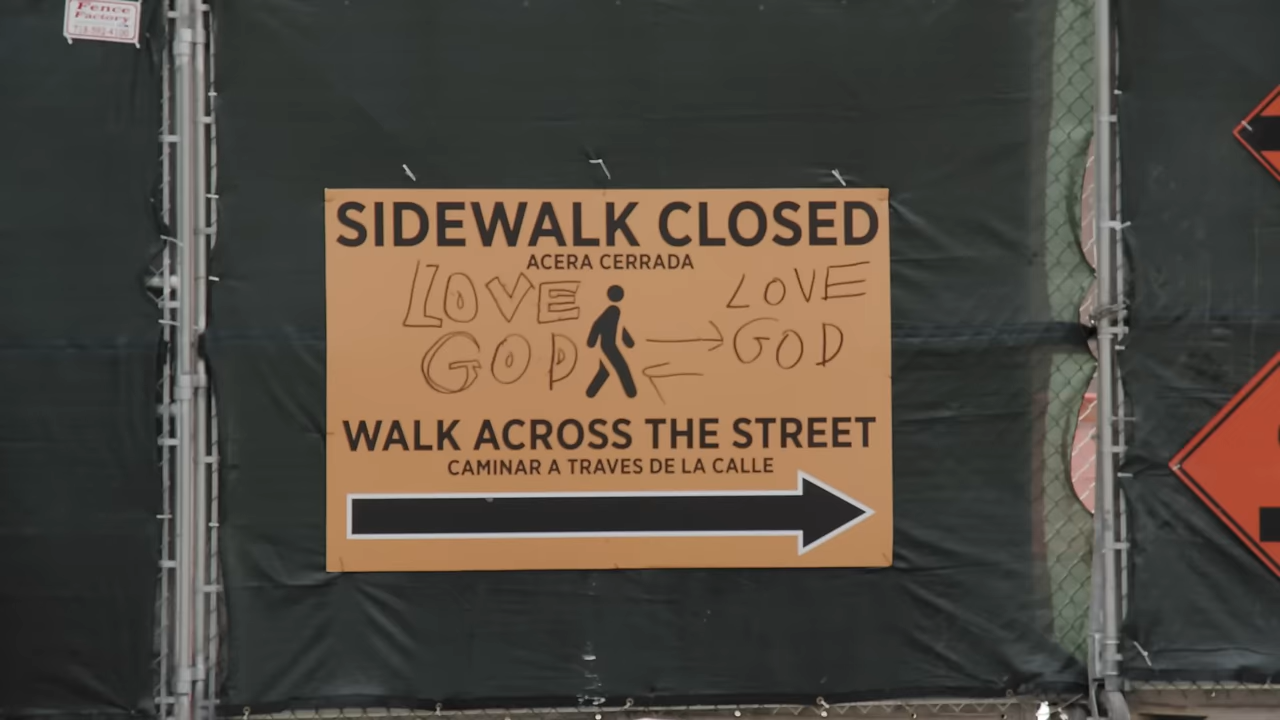 Fence
Factory
SIDEWALK CLOSED
ACERA CERRADA
LOVE
GOD
LOVE
GOD
WALK ACROSS THE STREET
CAMINAR A TRAVES DE LA CALLE